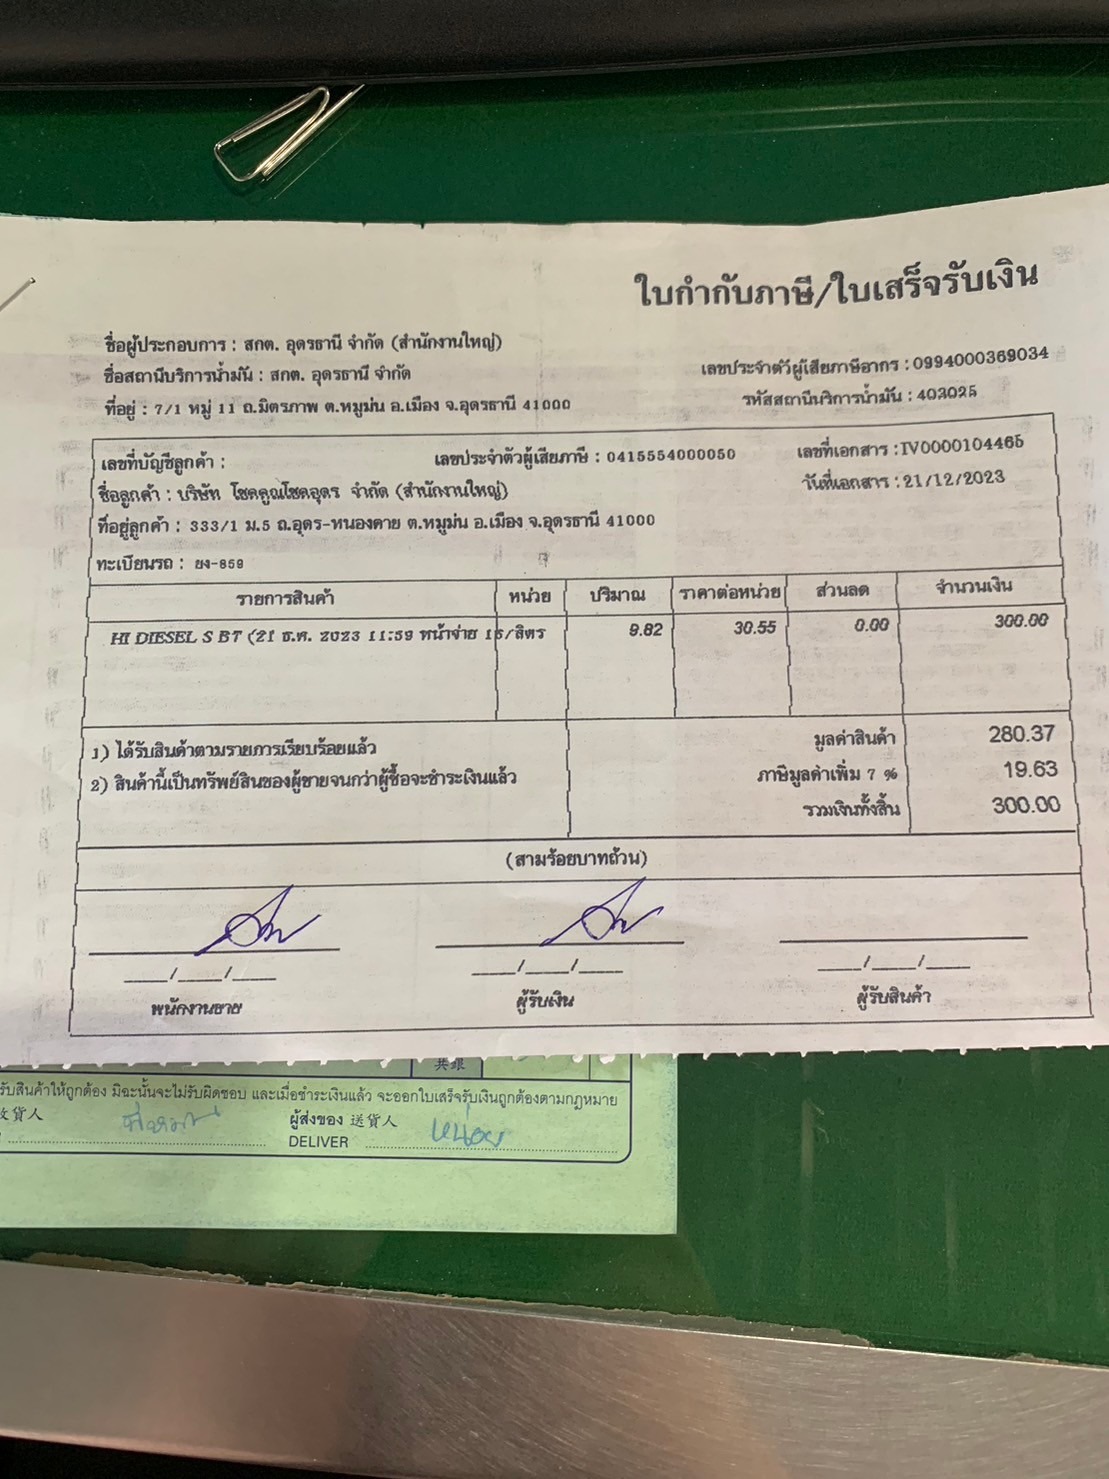 ใบกำกับภาษี/ใบเสร็จรับเงิน
ชื่อผู้ประกอบการ : สกต. อุดรธานี จำกัด (สำนักงานใหญ่)
ชื่อสถานีบริการน้ำมัน : สกต. อุดรธานี จำกัด
เลขประจำตัวผู้เสียภาษีอากร : 0994000369034
ที่อยู่ : 7/1 หมู่ 11 ถ.มิตรภาพ ต.หมูม่น อ.เมือง จ.อุดรธานี 41000
รหัสสถานีบริการน้ำมัน : 403025
เลขที่บัญชีลูกค้า : เลขประจำตัวผู้เสียภาษี : 0415554000050 เลขที่เอกสาร : IV0000104465
ชื่อลูกค้า : บริษัท โชคคูณโชคอุดร จำกัด (สำนักงานใหญ่) วันที่เอกสาร : 21/12/2023
ที่อยู่ลูกค้า : 333/1 ม.5 ถ.อุดร-หนองคาย ต.หมูม่น อ.เมือง จ.อุดรธานี 41000
ทะเบียนรถ : ยง-859
รายการสินค้า หน่วย ปริมาณ ราคาต่อหน่วย ส่วนลด จำนวนเงิน
HI DIESEL S B7 (21 ธ.ค. 2023 11:59 หน้าจ่าย 15/ลิตร 9.82 30.55 0.00 300.00
1) ได้รับสินค้าตามรายการเรียบร้อยแล้ว
2) สินค้านี้เป็นทรัพย์สินของผู้ขายจนกว่าผู้ซื้อจะชำระเงินแล้ว
มูลค่าสินค้า 280.37
ภาษีมูลค่าเพิ่ม 7 % 19.63
รวมเงินทั้งสิ้น 300.00
(สามร้อยบาทถ้วน)
___/___/___ ___/___/___ ___/___/___
พนักงานขาย ผู้รับเงิน ผู้รับสินค้า
รับสินค้าให้ถูกต้อง มิฉะนั้นจะไม่รับผิดชอบ และเมื่อชำระเงินแล้ว จะออกใบเสร็จรับเงินถูกต้องตามกฎหมาย
收貨人 ผู้ส่งของ 送貨人
DELIVER